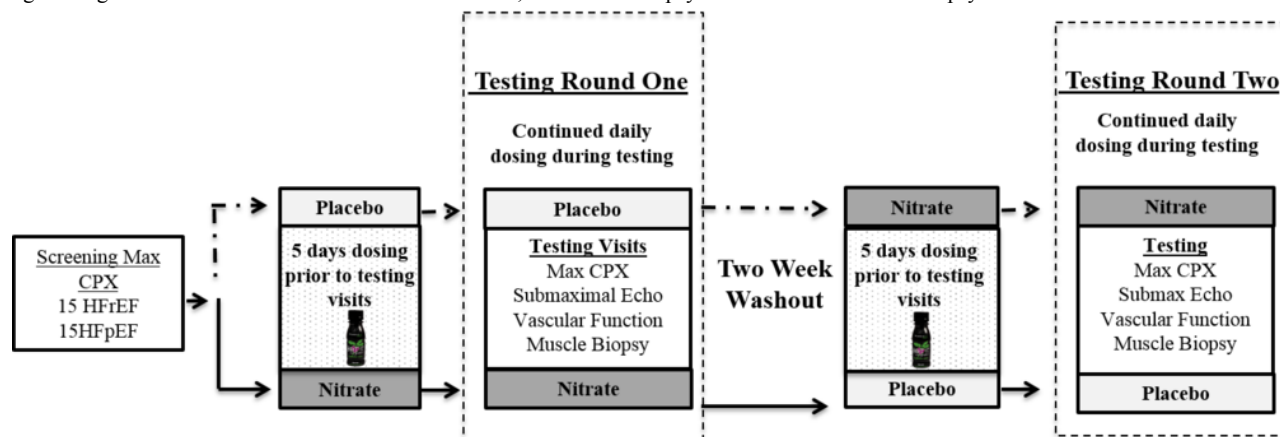 Screening Max
CPX
15 HFrEF
15HFpEF
Placebo
5 days dosing
prior to testing
visits
Nitrate
Testing Round One
Continued daily
dosing during testing
Placebo
Testing Visits
Max CPX
Submaximal Echo
Vascular Function
Muscle Biopsy
Nitrate
Two Week
Washout
Nitrate
5 days dosing
prior to testing
visits
Placebo
Testing Round Two
Continued daily
dosing during testing
Nitrate
Testing
Max CPX
Submax Echo
Vascular Function
Muscle Biopsy
Placebo